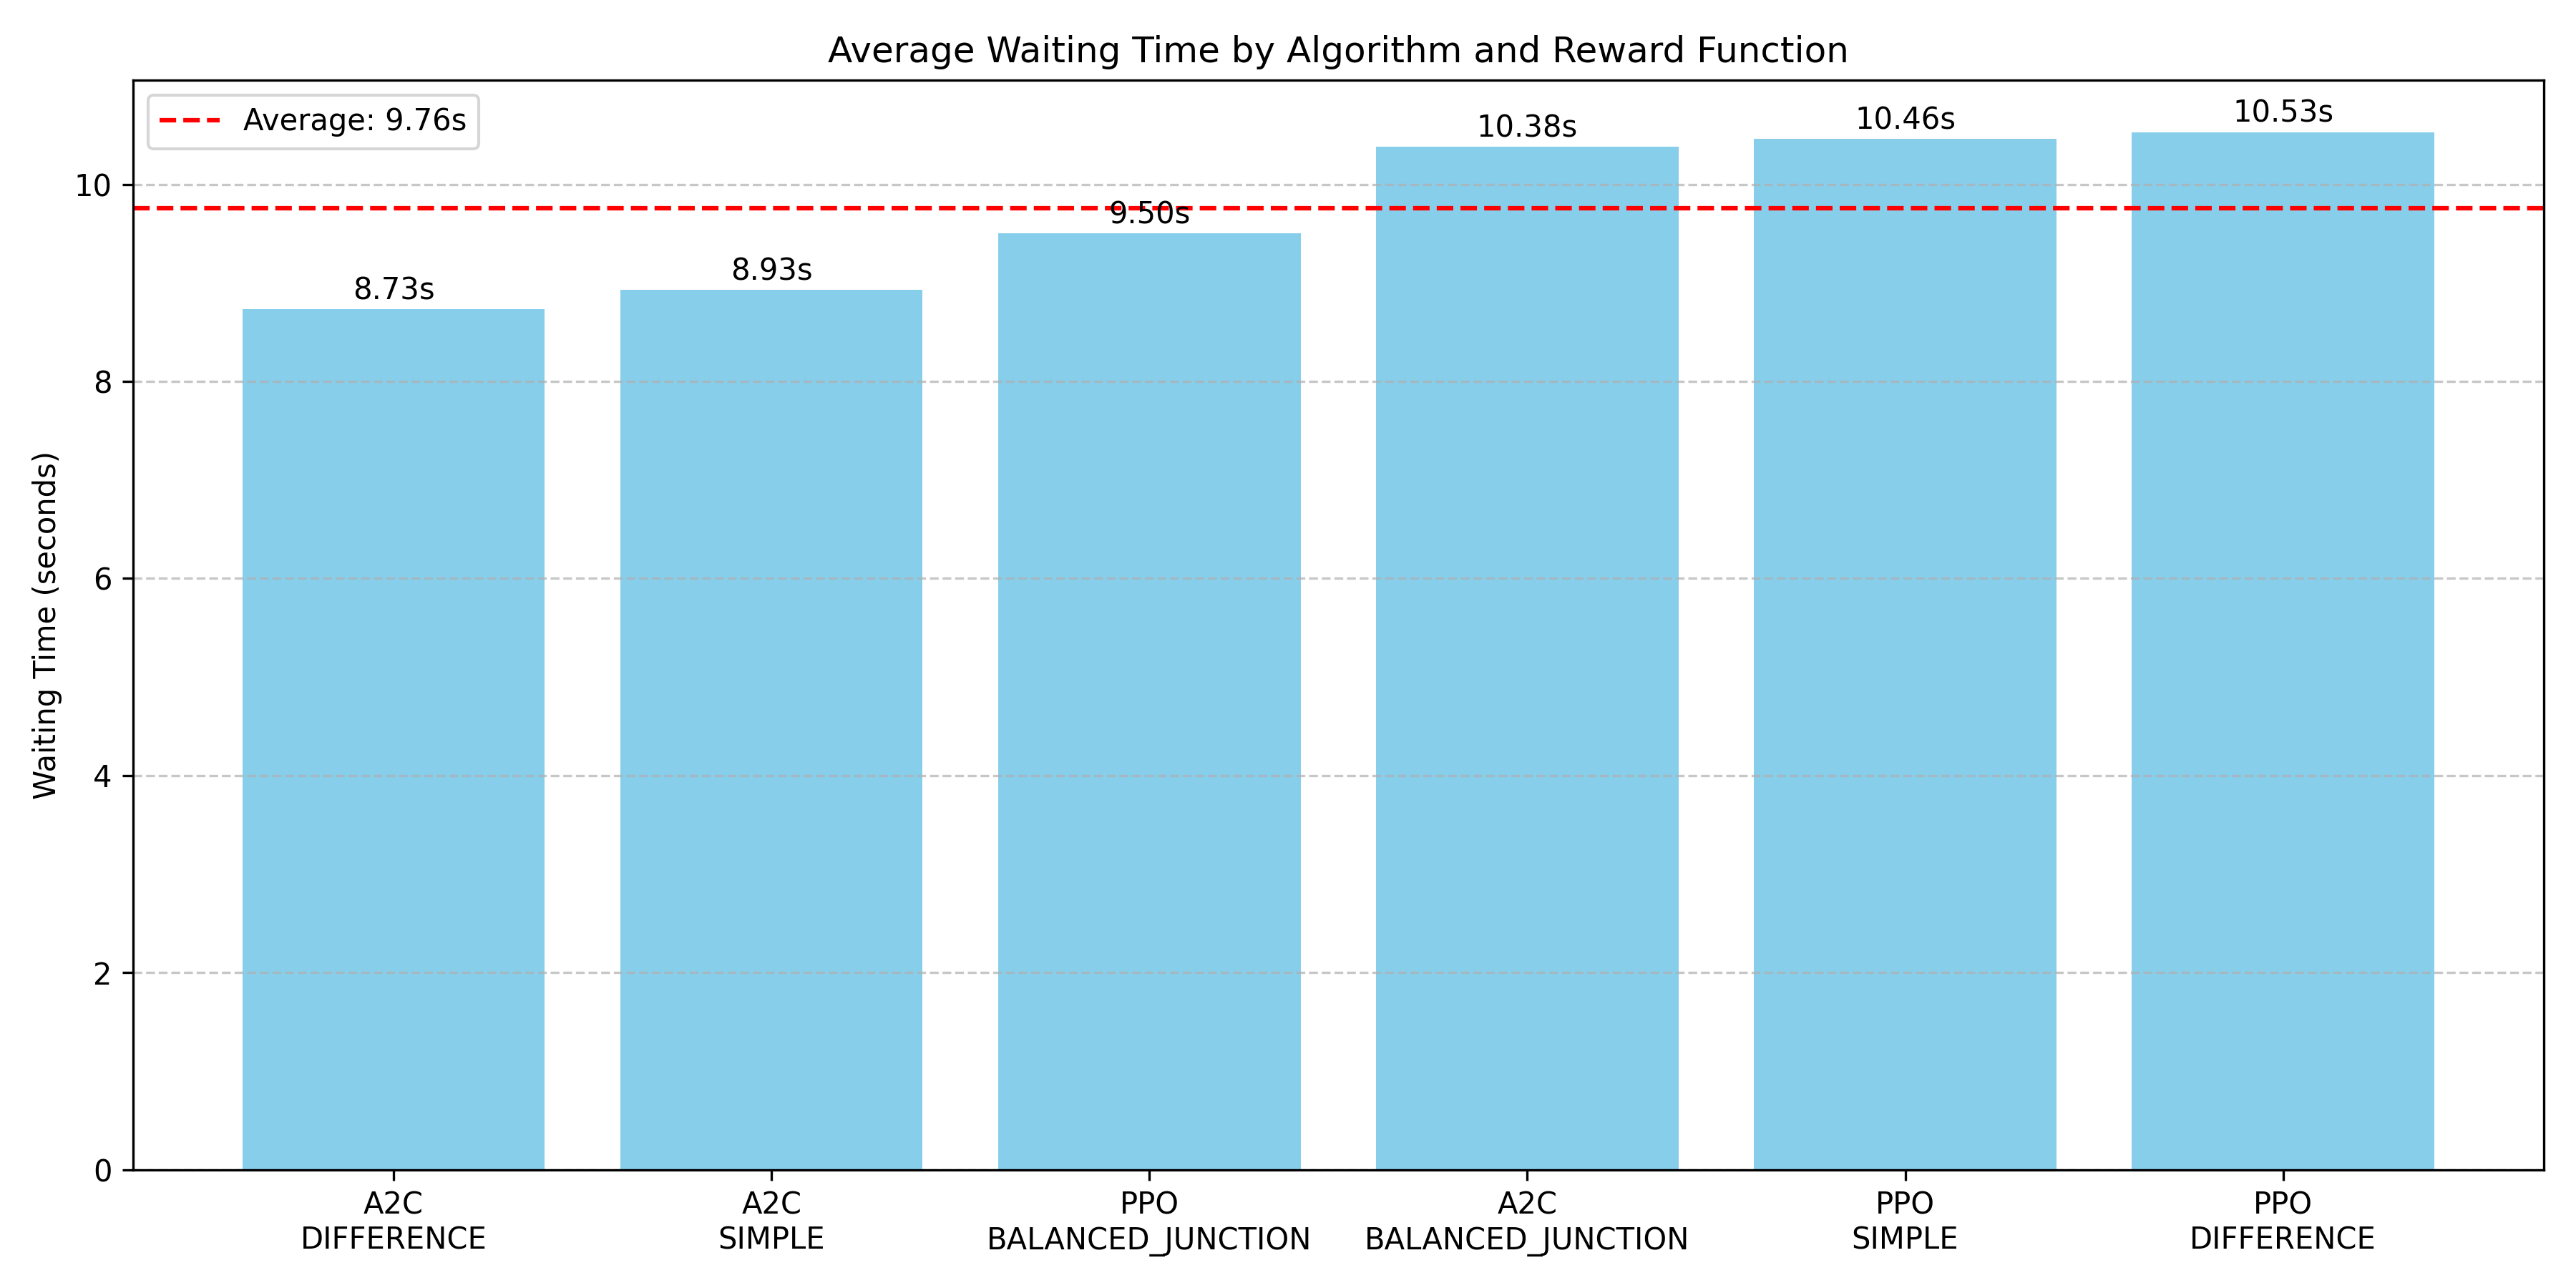 Average Waiting Time by Algorithm and Reward Function
Average: 9.76s
Waiting Time (seconds)
10
8
6
4
2
0
8.73s
8.93s
9.50s
10.38s
10.46s
10.53s
A2C
DIFFERENCE
A2C
SIMPLE
PPO
BALANCED_JUNCTION
A2C
BALANCED_JUNCTION
PPO
SIMPLE
PPO
DIFFERENCE